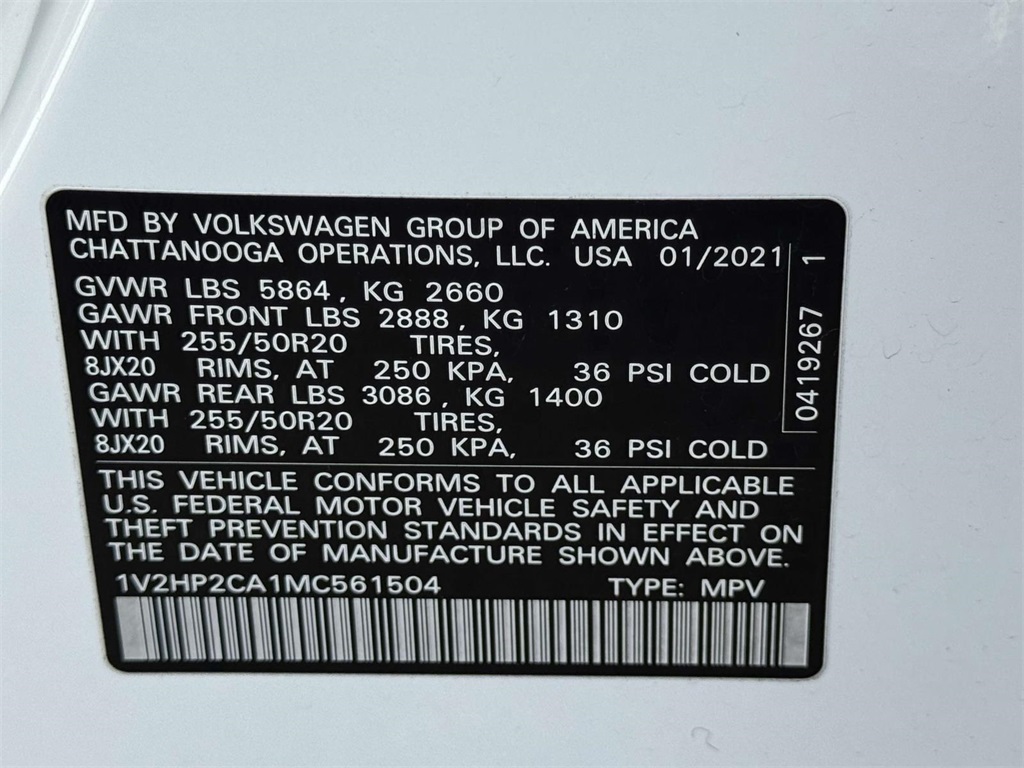 MFD BY VOLKSWAGEN GROUP OF AMERICA
CHATTANOOGA OPERATIONS, LLC. USA 01/2021
GVWR LBS 5864, KG 2660
GAWR FRONT LBS 2888, KG 1310
WITH 255/50R20 TIRES,
8JX20 RIMS, AT 250 KPA, 36 PSI COLD
GAWR REAR LBS 3086, KG 1400
WITH 255/50R20 TIRES,
8JX20 RIMS, AT 250 KPA, 36 PSI COLD
0419267 1
THIS VEHICLE CONFORMS TO ALL APPLICABLE
U.S. FEDERAL MOTOR VEHICLE SAFETY AND
THEFT PREVENTION STANDARDS IN EFFECT ON
THE DATE OF MANUFACTURE SHOWN ABOVE.
1V2HP2CA1MC561504 TYPE: MPV